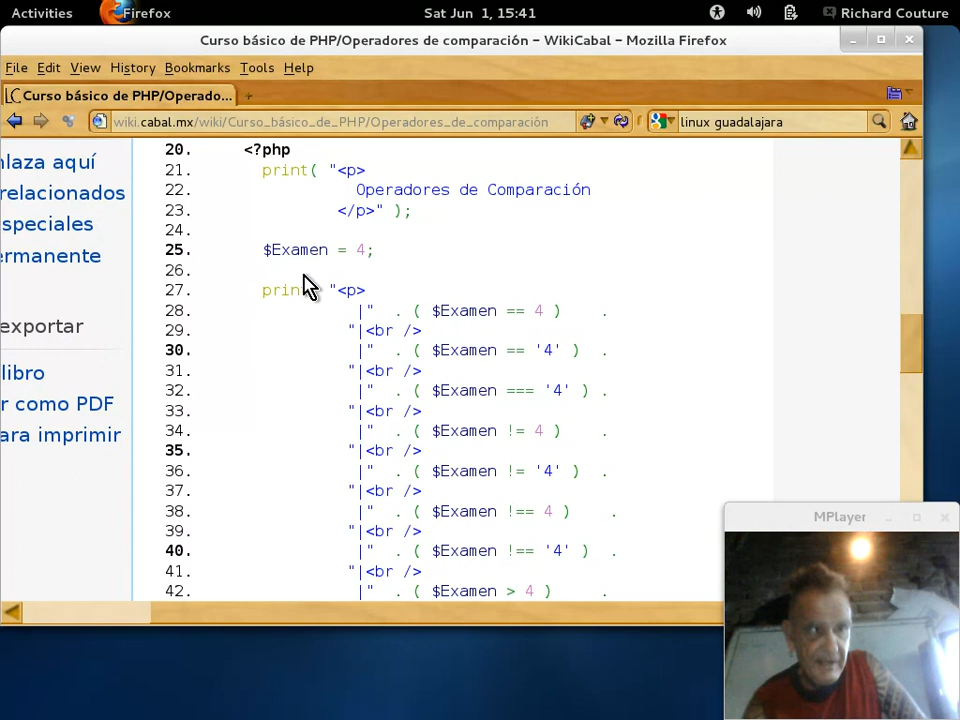 Activities Firefox Sat Jun 1, 15:41 Richard Couture
Curso básico de PHP/Operadores de comparación - WikiCabal - Mozilla Firefox
File Edit View History Bookmarks Tools Help
Curso básico de PHP/Operado... +
wiki.cabal.mx/wiki/Curso_básico_de_PHP/Operadores_de_comparación linux guadalajara
nlaza aquí
relacionados
speciales
ermanente
exportar
libro
r como PDF
ara imprimir
20. <?php
21. print( "<p>
22. Operadores de Comparación
23. </p>" );
24.
25. $Examen = 4;
26.
27. print "<p>
28. |" . ( $Examen == 4 ) .
29. "|<br />
30. |" . ( $Examen == '4' ) .
31. "|<br />
32. |" . ( $Examen === '4' ) .
33. "|<br />
34. |" . ( $Examen != 4 ) .
35. "|<br />
36. |" . ( $Examen != '4' ) .
37. "|<br />
38. |" . ( $Examen !== 4 ) .
39. "|<br />
40. |" . ( $Examen !== '4' ) .
41. "|<br />
42. |" . ( $Examen > 4 ) .
MPlayer